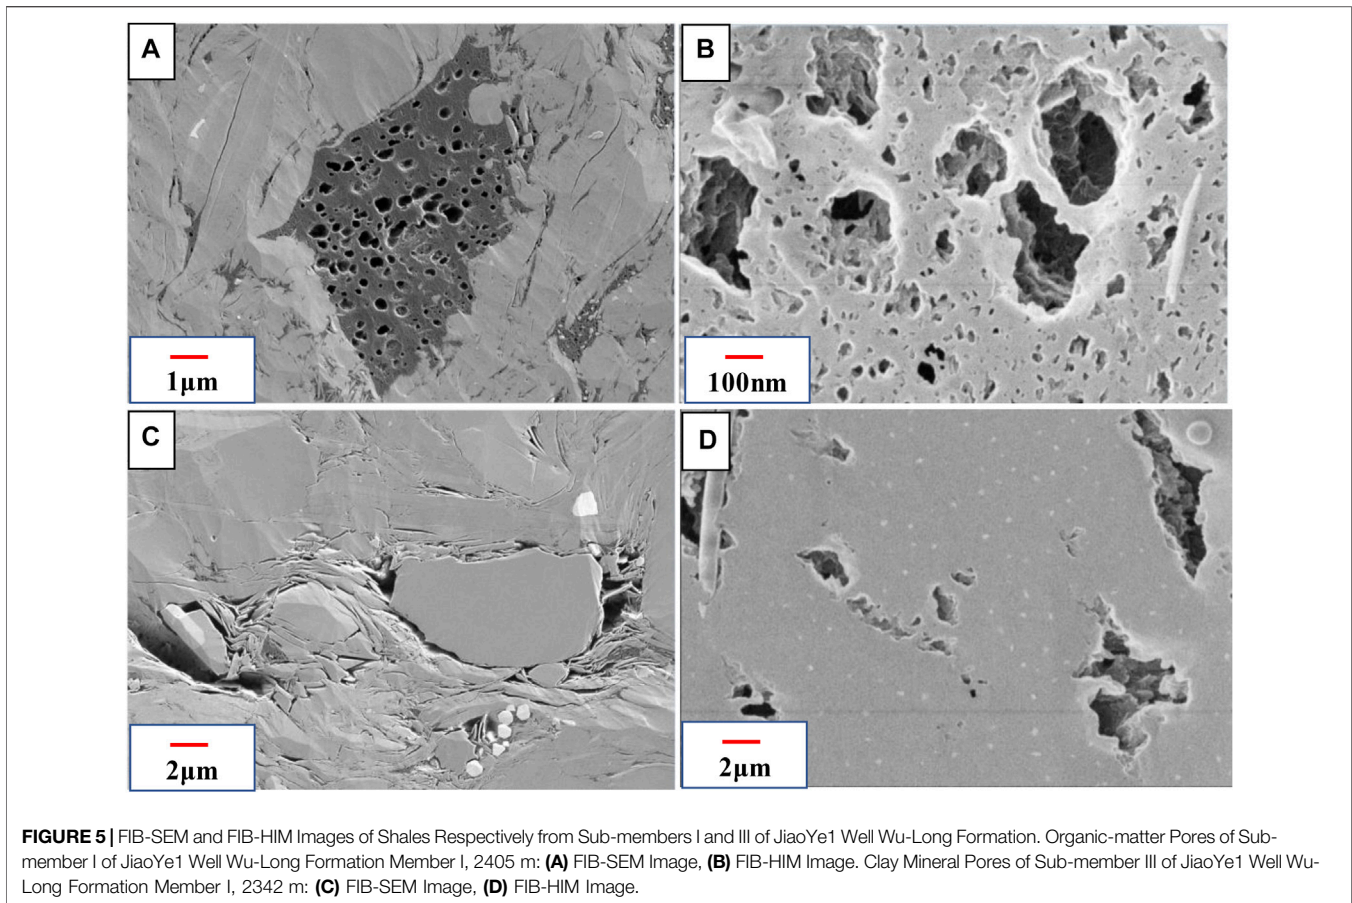 A
B
1μm
100nm
C
D
2μm
2μm
FIGURE 5 | FIB-SEM and FIB-HIM Images of Shales Respectively from Sub-members I and III of JiaoYe1 Well Wu-Long Formation. Organic-matter Pores of Sub-
member I of JiaoYe1 Well Wu-Long Formation Member I, 2405 m: (A) FIB-SEM Image, (B) FIB-HIM Image. Clay Mineral Pores of Sub-member III of JiaoYe1 Well Wu-
Long Formation Member I, 2342 m: (C) FIB-SEM Image, (D) FIB-HIM Image.